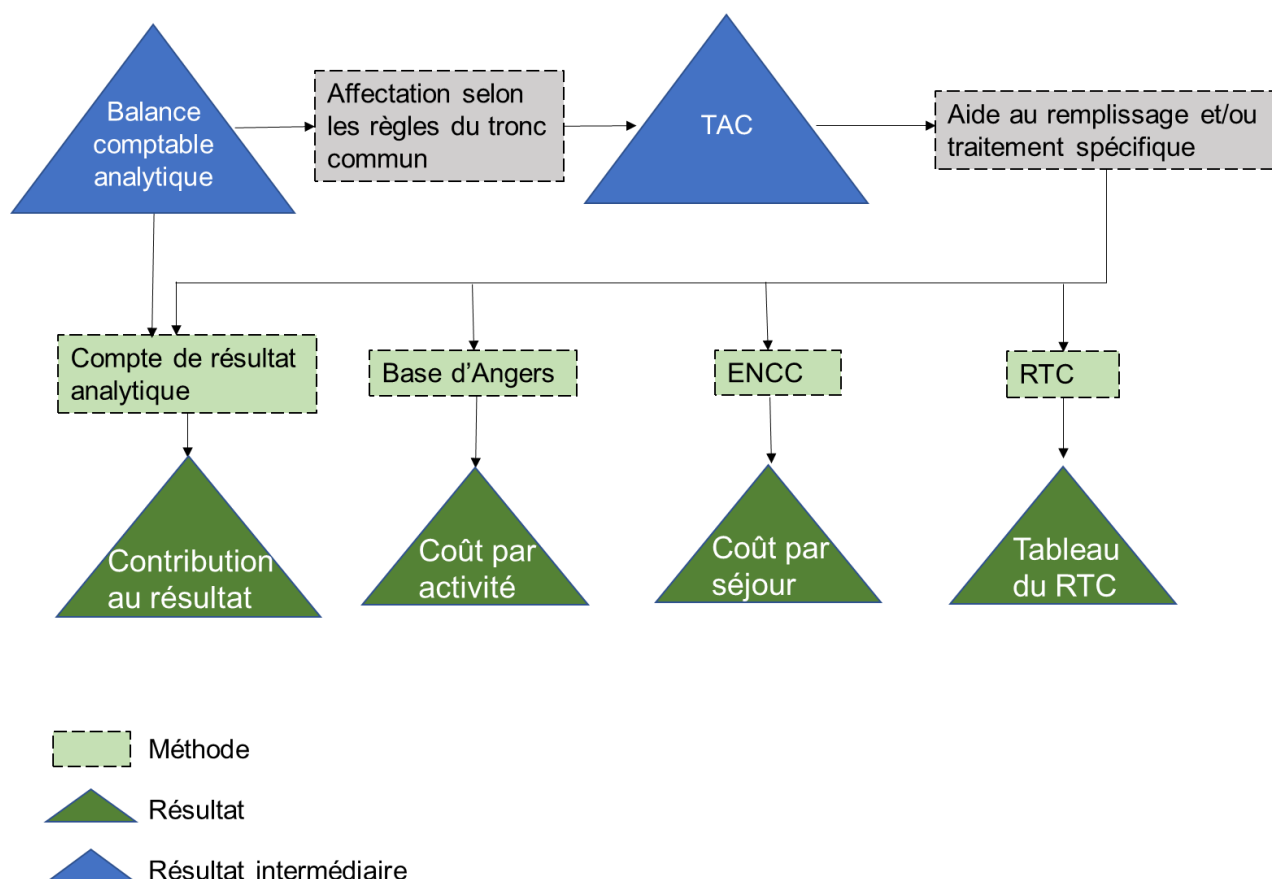 Balance
comptable
analytique
Affectation selon
les règles du tronc
commun
TAC
Aide au remplissage et/ou
traitement spécifique
Compte de résultat
analytique
Base d’Angers
ENCC
RTC
Contribution
au résultat
Coût par
activité
Coût par
séjour
Tableau
du RTC
Méthode
Résultat
Résultat intermédiaire